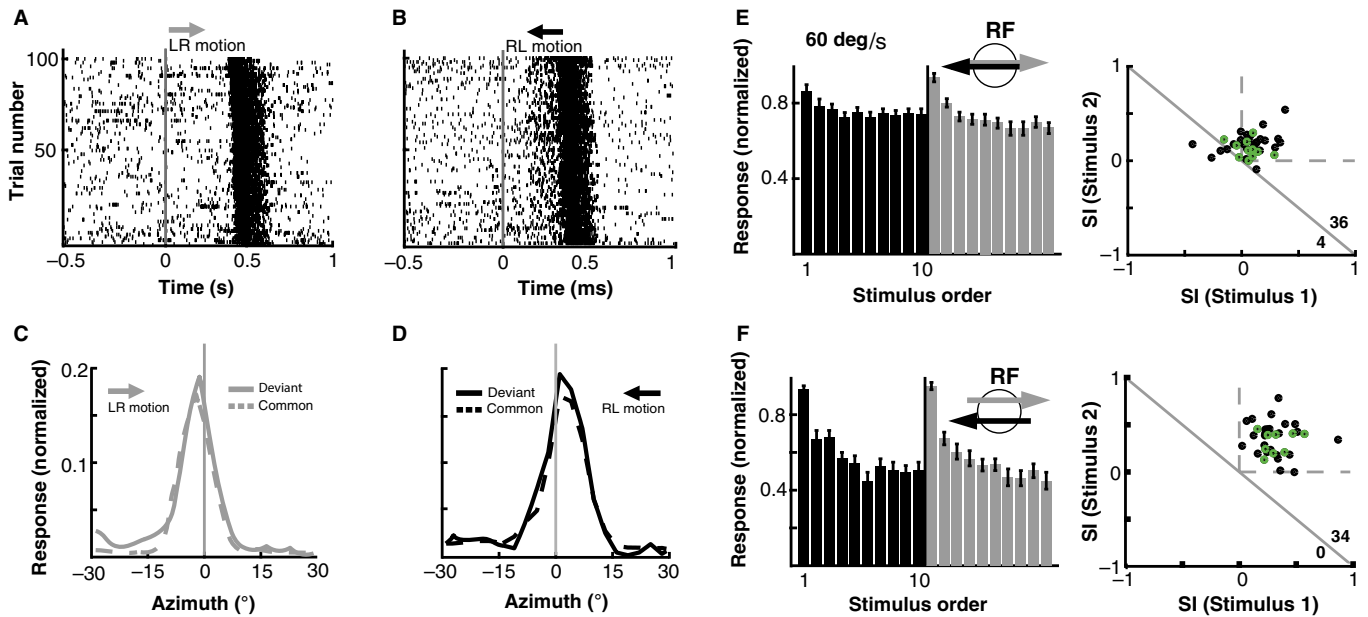 A
LR motion
Trial number
100
50
−0.5
0
0.5
1
Time (s)
B
RL motion
−0.5
0
0.5
1
Time (ms)
C
Response (normalized)
0.2
0.1
LR motion
Deviant
Common
−30
−15
0
15
30
Azimuth (°)
D
Deviant
Common
RL motion
−30
−15
0
15
30
Azimuth (°)
E
60 deg/s
RF
Response (normalized)
0.8
0.4
1
10
Stimulus order
SI (Stimulus 2)
1
0
−1
36
4
−1
0
1
SI (Stimulus 1)
F
RF
Response (normalized)
0.8
0.4
1
10
Stimulus order
SI (Stimulus 2)
1
0
−1
34
0
−1
0
1
SI (Stimulus 1)